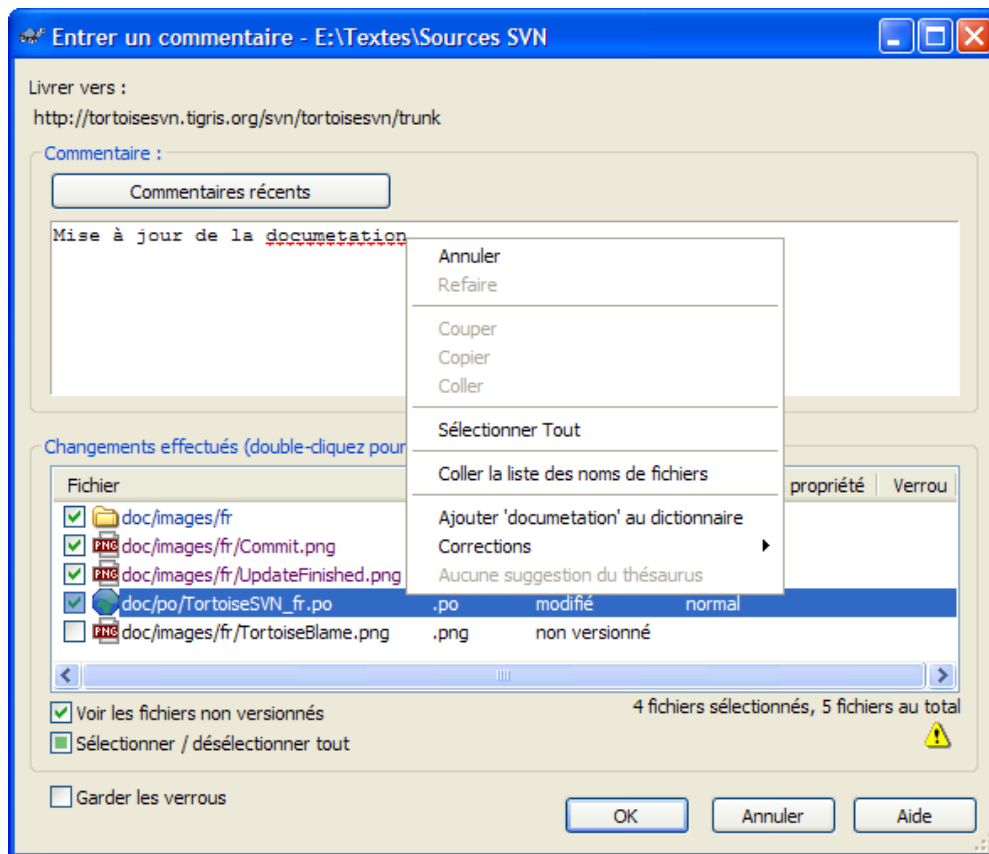 Entrer un commentaire - E:\Textes\Sources SVN
Livrer vers :
http://tortoisesvn.tigris.org/svn/tortoisesvn/trunk
Commentaire :
Commentaires récents
Mise à jour de la documetation
Annuler
Refaire
Couper
Copier
Coller
Sélectionner Tout
Coller la liste des noms de fichiers
Ajouter 'documetation' au dictionnaire
Corrections
Aucune suggestion du thésaurus
Changements effectués (double-cliquez pour
Fichier propriété Verrou
doc/images/fr
PNG doc/images/fr/Commit.png
PNG doc/images/fr/UpdateFinished.png
doc/po/TortoiseSVN_fr.po .po modifié normal
PNG doc/images/fr/TortoiseBlame.png .png non versionné
Voir les fichiers non versionnés 4 fichiers sélectionnés, 5 fichiers au total
Sélectionner / désélectionner tout
Garder les verrous
OK Annuler Aide